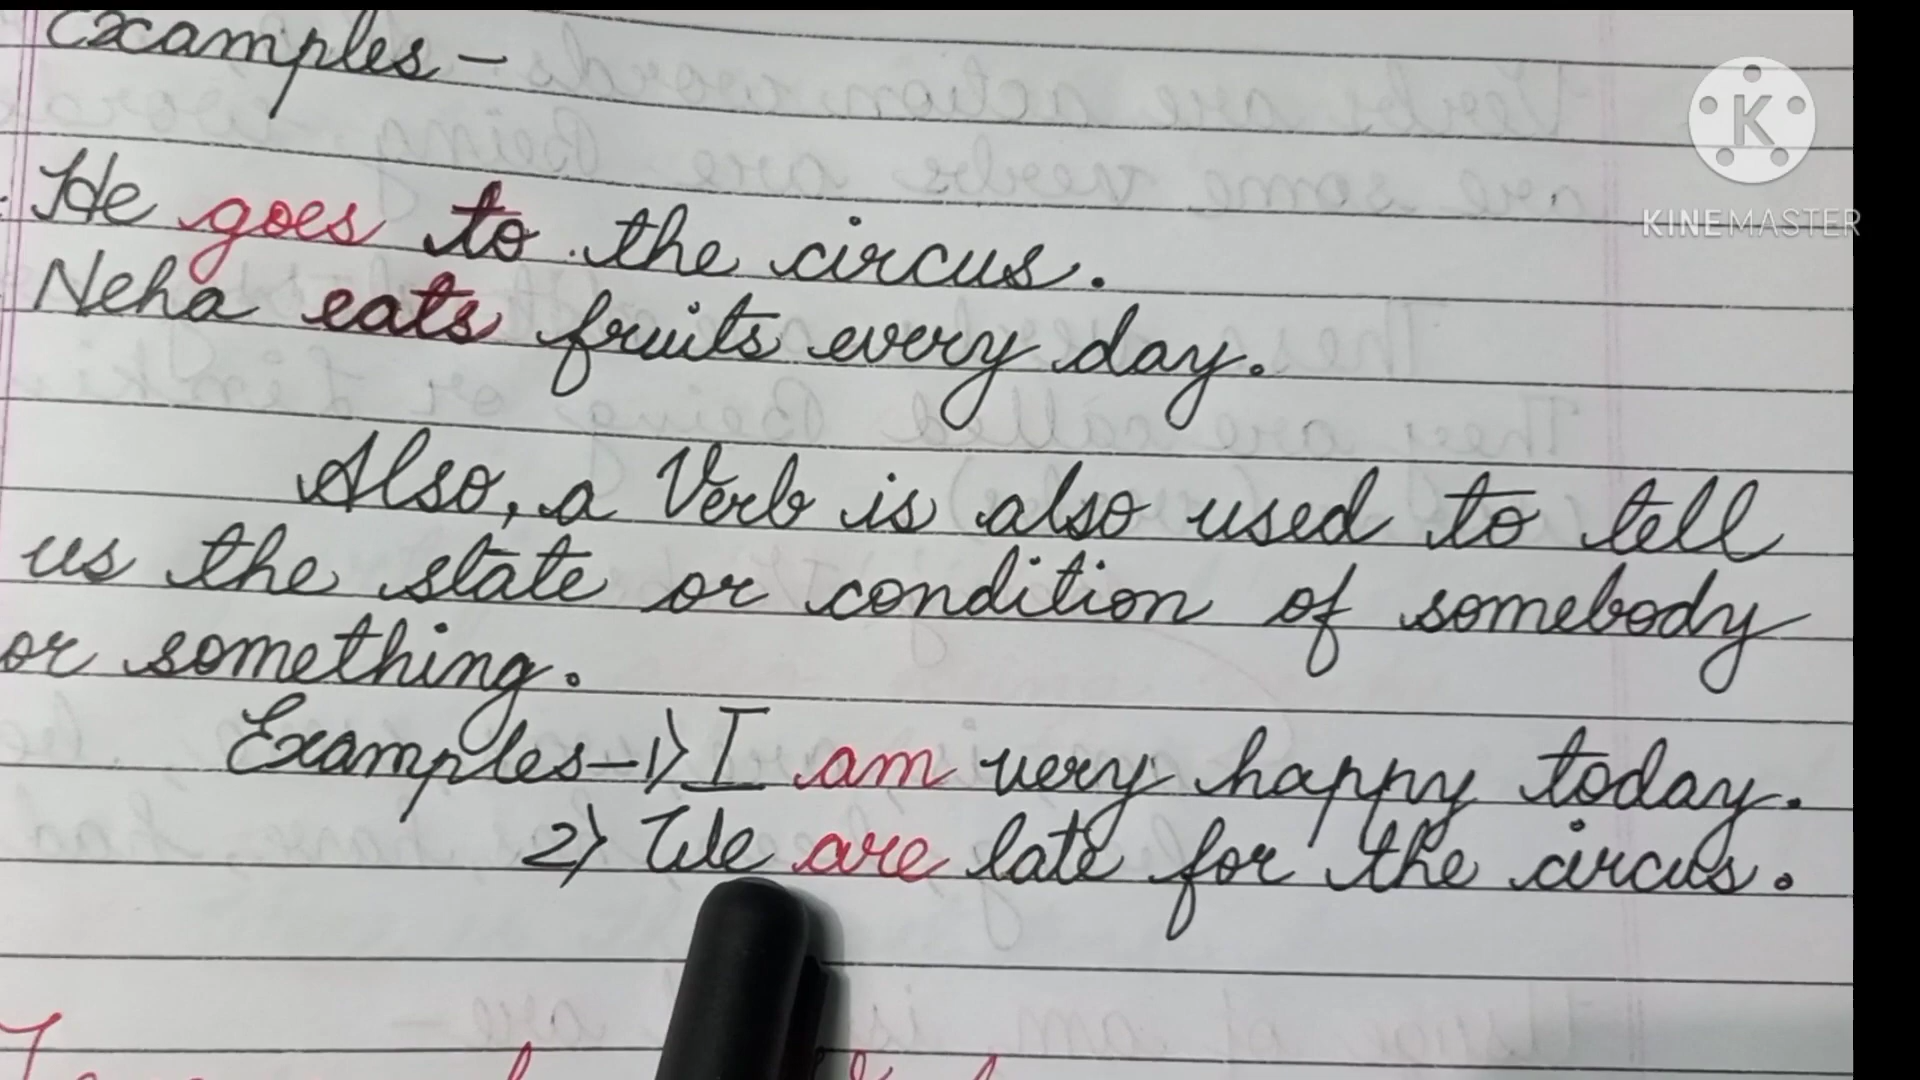 Examples -
He goes to the circus.
Neha eats fruits every day.
Also, a Verb is also used to tell
us the state or condition of somebody
or something.
Examples - 1) I am very happy today.
2) We are late for the circus.
K
KINEMASTER